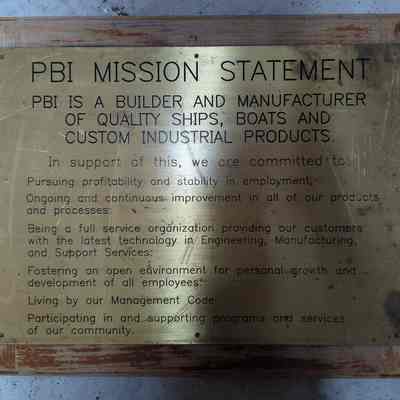 PBI MISSION STATEMENT
PBI IS A BUILDER AND MANUFACTURER
OF QUALITY SHIPS, BOATS AND
CUSTOM INDUSTRIAL PRODUCTS.
In support of this, we are committed to:
Pursuing profitability and stability in employment;
Ongoing and continuous improvement in all of our products
and processes;
Being a full service organization providing our customers
with the latest technology in Engineering, Manufacturing,
and Support Services;
Fostering an open environment for personal growth and
development of all employees;
Living by our Management Code;
Participating in and supporting programs and services
of our community.